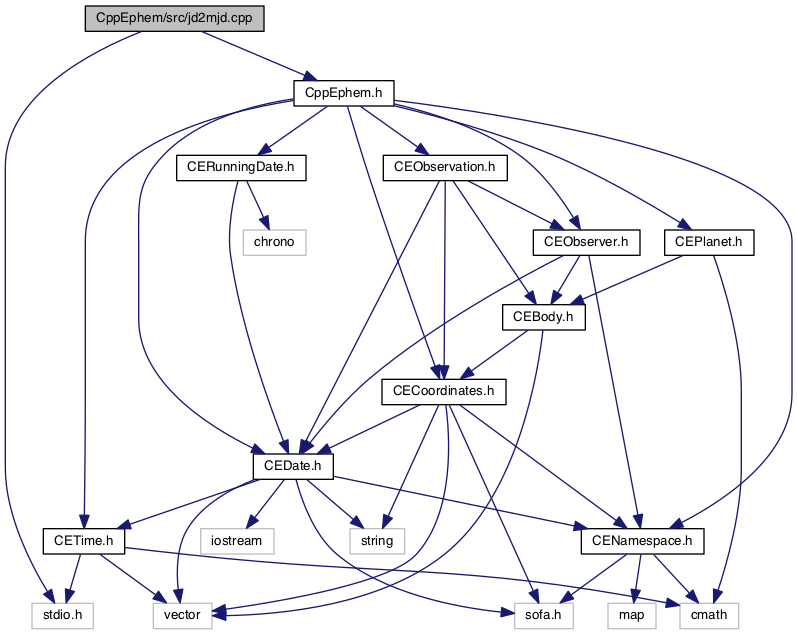 CppEphem/src/jd2mjd.cpp
CppEphem.h
CERunningDate.h
CEObservation.h
chrono
CEObserver.h
CEPlanet.h
CEBody.h
CECoordinates.h
CEDate.h
CETime.h
iostream
string
CENamespace.h
stdio.h
vector
sofa.h
map
cmath